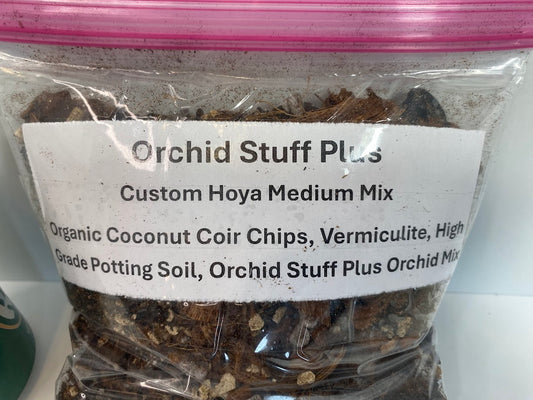 Orchid Stuff Plus
Custom Hoya Medium Mix
Organic Coconut Coir Chips, Vermiculite, High
Grade Potting Soil, Orchid Stuff Plus Orchid Mix